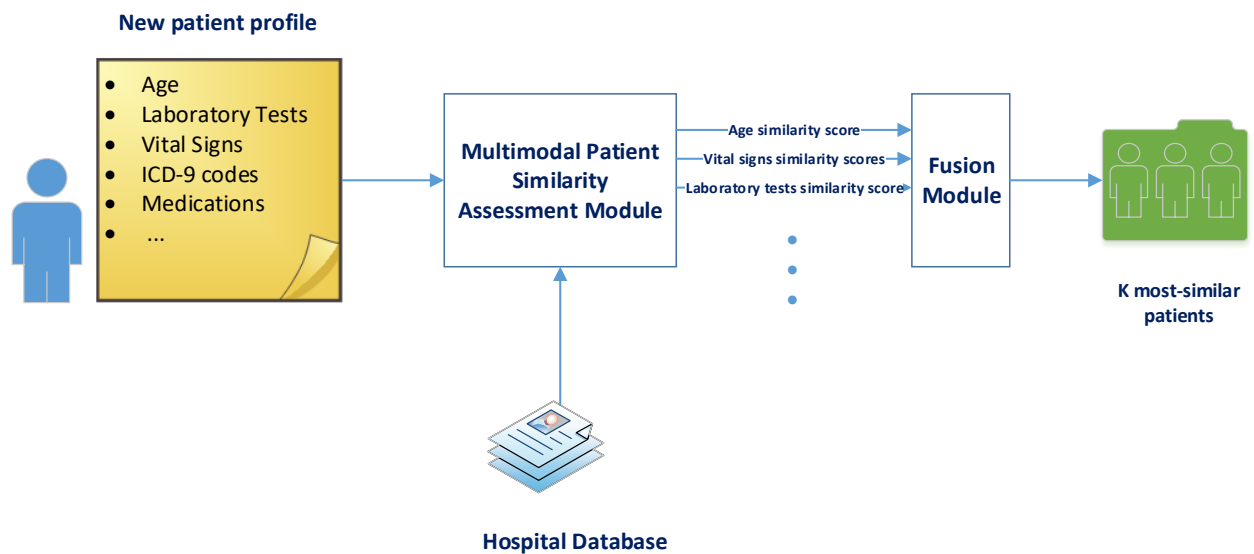 New patient profile
• Age
• Laboratory Tests
• Vital Signs
• ICD-9 codes
• Medications
• ...
Multimodal Patient
Similarity
Assessment Module
Age similarity score
Vital signs similarity scores
Laboratory tests similarity score
Fusion
Module
K most-similar
patients
Hospital Database